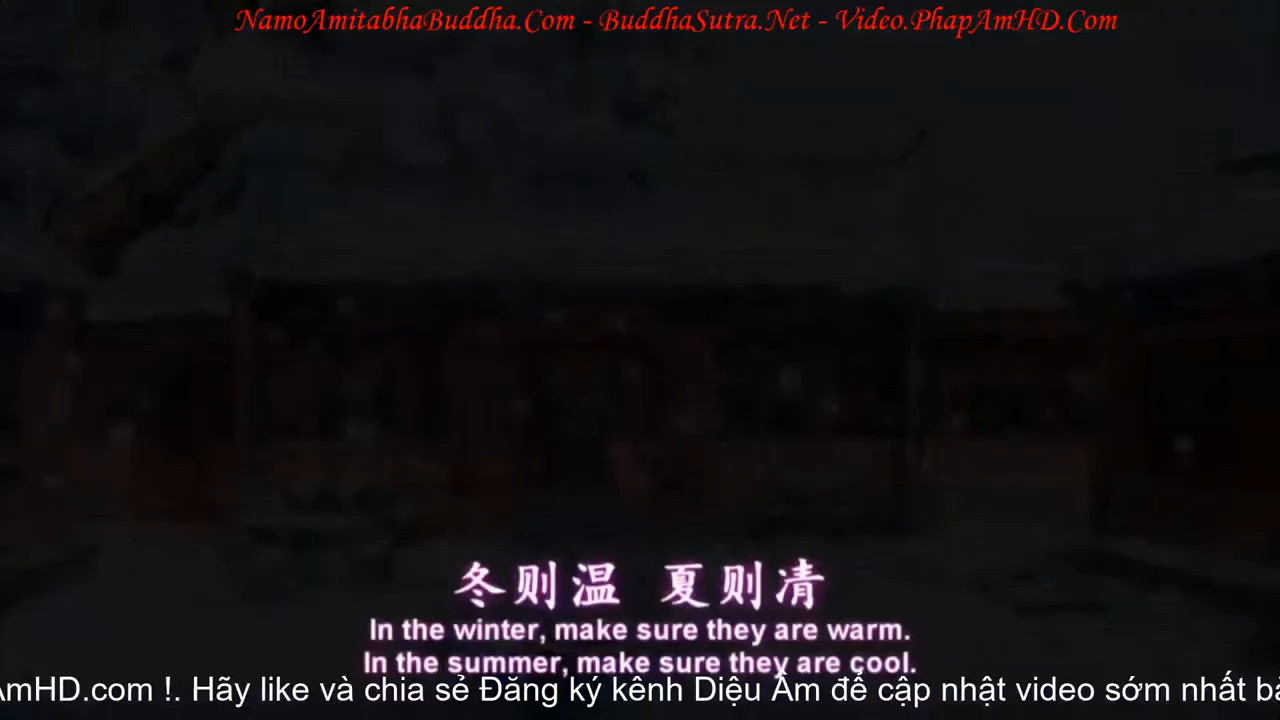 NamoAmitabhaBuddha.Com - BuddhaSutra.Net - Video.PhapAmHD.Com
冬则温 夏则凊
In the winter, make sure they are warm.
In the summer, make sure they are cool.
AmHD.com !. Hãy like và chia sẻ Đăng ký kênh Diệu Âm để cập nhật video sớm nhất